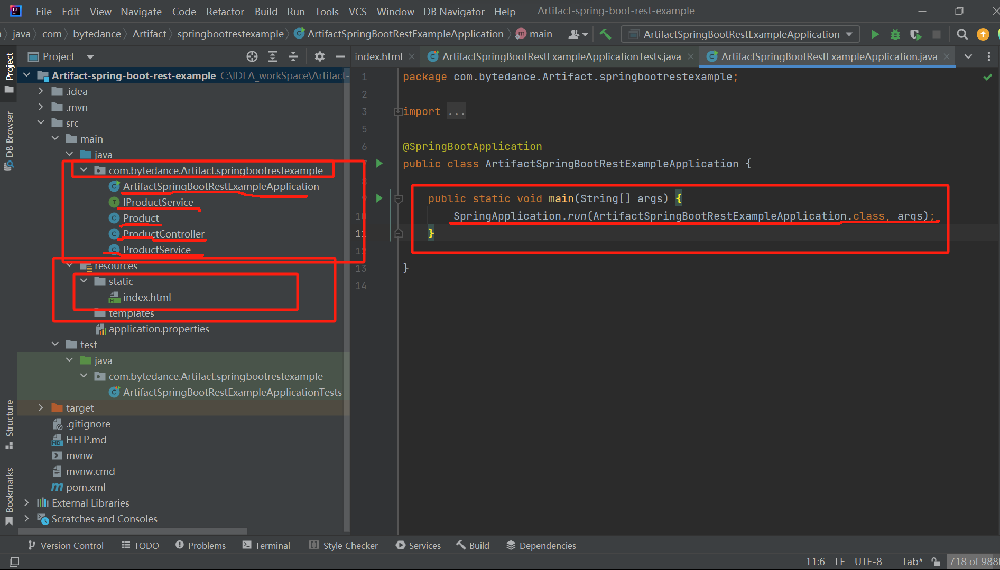 File Edit View Navigate Code Refactor Build Run Tools VCS Window DB Navigator Help Artifact-spring-boot-rest-example
java com bytedance Artifact springbootrestexample ArtifactSpringBootRestExampleApplication main ArtifactSpringBootRestExampleApplication
Project
index.html ArtifactSpringBootRestExampleApplicationTests.java ArtifactSpringBootRestExampleApplication.java
Project
DB Browser
Structure
Bookmarks
Artifact-spring-boot-rest-example C:\IDEA_workSpace\Artifact-
.idea
.mvn
src
main
java
com.bytedance.Artifact.springbootrestexample
ArtifactSpringBootRestExampleApplication
IProductService
Product
ProductController
ProductService
resources
static
index.html
templates
application.properties
test
java
com.bytedance.Artifact.springbootrestexample
ArtifactSpringBootRestExampleApplicationTests
target
.gitignore
HELP.md
mvnw
mvnw.cmd
pom.xml
External Libraries
Scratches and Consoles
1 package com.bytedance.Artifact.springbootrestexample;
2
3 import ...
5
6 @SpringBootApplication
public class ArtifactSpringBootRestExampleApplication {
8
9 public static void main(String[] args) {
10 SpringApplication.run(ArtifactSpringBootRestExampleApplication.class, args);
11 }
12
13 }
14
Version Control TODO Problems Terminal Style Checker Services Build Dependencies
11:6 LF UTF-8 Tab* 718 of 988